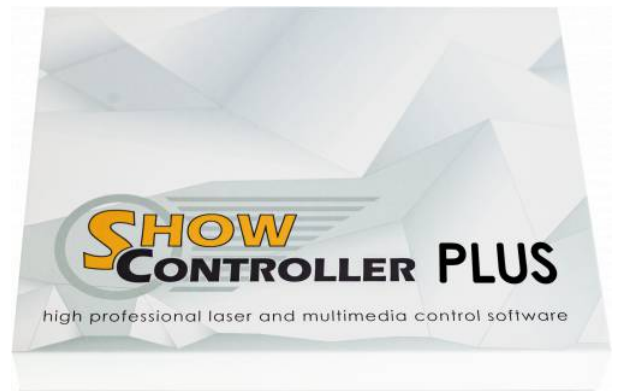 SHOW
CONTROLLER PLUS
high professional laser and multimedia control software